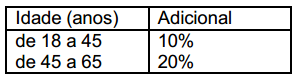 Idade (anos) Adicional
de 18 a 45 10%
de 45 a 65 20%